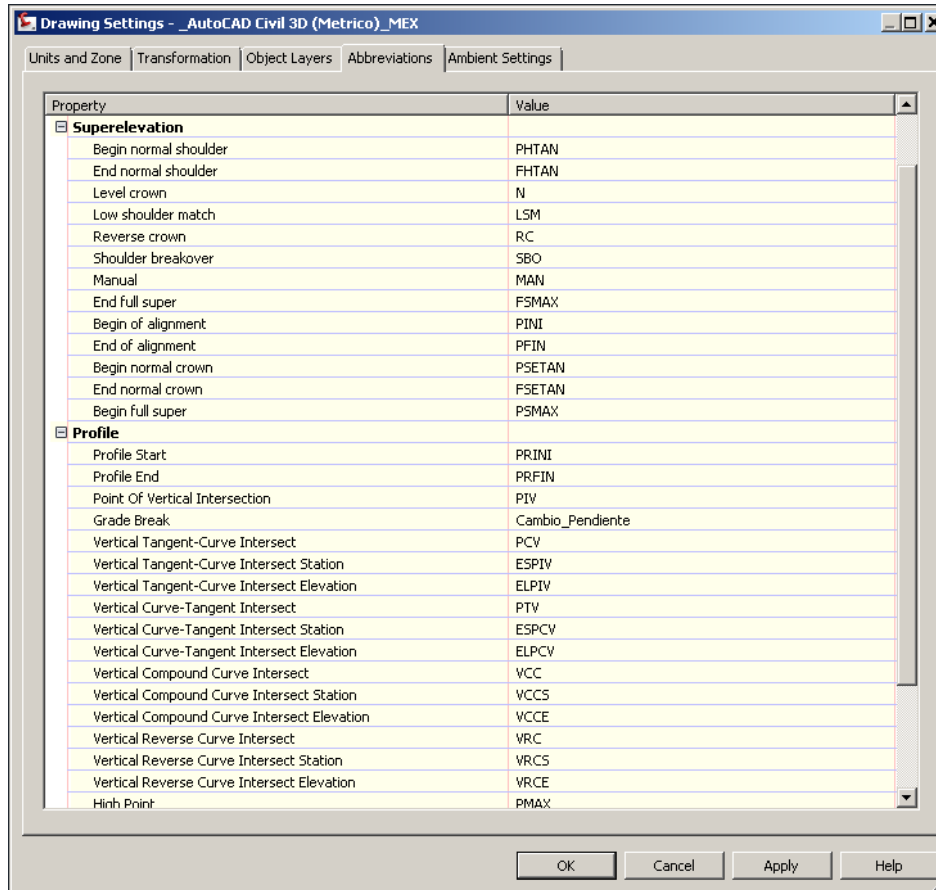 Drawing Settings - _AutoCAD Civil 3D (Metrico)_MEX
Units and Zone Transformation Object Layers Abbreviations Ambient Settings
Property Value
Superelevation
Begin normal shoulder PHTAN
End normal shoulder FHTAN
Level crown N
Low shoulder match LSM
Reverse crown RC
Shoulder breakover SBO
Manual MAN
End full super FSMAX
Begin of alignment PINI
End of alignment PFIN
Begin normal crown PSETAN
End normal crown FSETAN
Begin full super PSMAX
Profile
Profile Start PRINI
Profile End PRFIN
Point Of Vertical Intersection PIV
Grade Break Cambio_Pendiente
Vertical Tangent-Curve Intersect PCV
Vertical Tangent-Curve Intersect Station ESPIV
Vertical Tangent-Curve Intersect Elevation ELPIV
Vertical Curve-Tangent Intersect PTV
Vertical Curve-Tangent Intersect Station ESPCV
Vertical Curve-Tangent Intersect Elevation ELPCV
Vertical Compound Curve Intersect VCC
Vertical Compound Curve Intersect Station VCCS
Vertical Compound Curve Intersect Elevation VCCE
Vertical Reverse Curve Intersect VRC
Vertical Reverse Curve Intersect Station VRCS
Vertical Reverse Curve Intersect Elevation VRCE
High Point PMAX
OK Cancel Apply Help